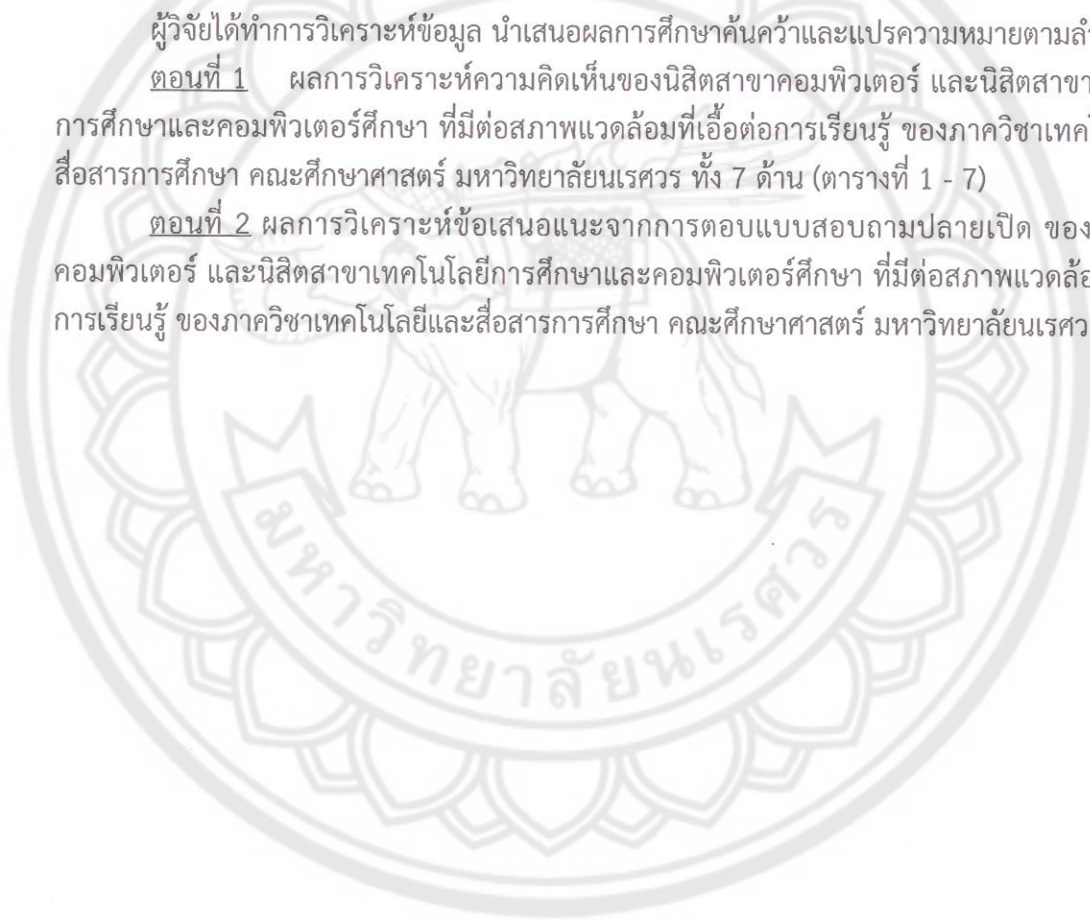 ผู้วิจัยได้ทำการวิเคราะห์ข้อมูล นำเสนอผลการศึกษาค้นคว้าและแปรความหมายตามลำ
ตอนที่ 1 ผลการวิเคราะห์ความคิดเห็นของนิสิตสาขาคอมพิวเตอร์ และนิสิตสาขา
การศึกษาและคอมพิวเตอร์ศึกษา ที่มีต่อสภาพแวดล้อมที่เอื้อต่อการเรียนรู้ ของภาควิชาเทค
สื่อสารการศึกษา คณะศึกษาศาสตร์ มหาวิทยาลัยนเรศวร ทั้ง 7 ด้าน (ตารางที่ 1 - 7)
ตอนที่ 2 ผลการวิเคราะห์ข้อเสนอแนะจากการตอบแบบสอบถามปลายเปิด ของ
คอมพิวเตอร์ และนิสิตสาขาเทคโนโลยีการศึกษาและคอมพิวเตอร์ศึกษา ที่มีต่อสภาพแวดล้อ
การเรียนรู้ ของภาควิชาเทคโนโลยีและสื่อสารการศึกษา คณะศึกษาศาสตร์ มหาวิทยาลัยนเรศว
มหาวิทยาลัยนเรศวร